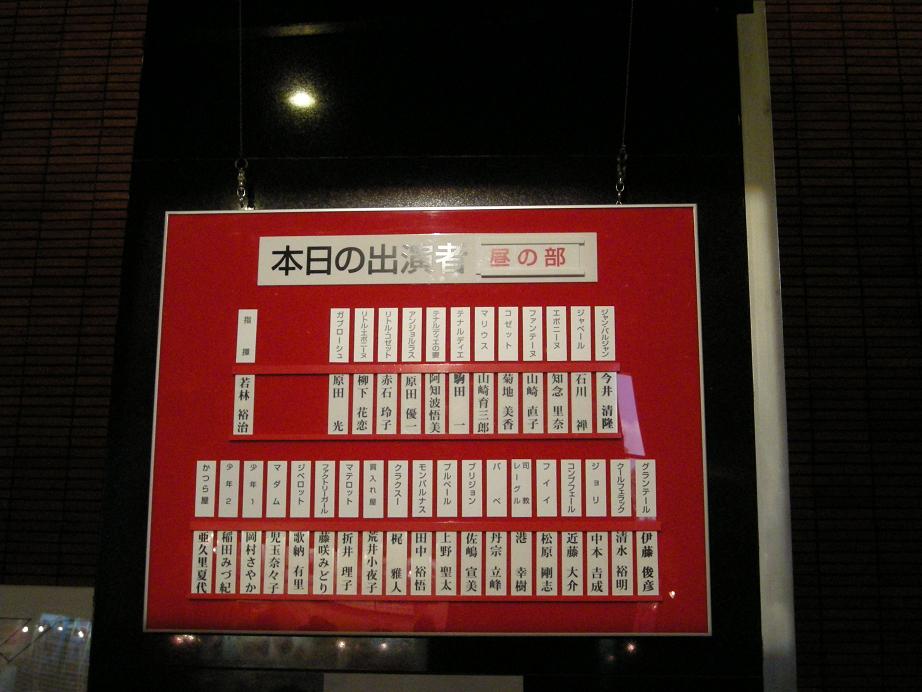 本日の出演者 昼の部
ジャンバルジャン 今井 清隆
ジャベール 石川 禅
エポニーヌ 知念 里奈
ファンテーヌ 山崎 直子
コゼット 菊地 美香
マリウス 山崎育三郎
テナルディエ 駒田 一
テナルディエの妻 阿知波悟美
アンジョルラス 原田 優一
リトルコゼット 赤石 玲子
リトルエポニーヌ 柳下 花恋
ガブローシュ 原田 光
指揮 若林 裕治
グランテール 伊藤 俊彦
クールフェラック 清水 裕明
ジョリ 中本 吉成
コンブフェール 近藤 大介
フイイ 松原 剛志
司教 レーグル 港 幸樹
バベ 丹宗 立峰
ブリジョン 佐嶋 宣美
プルベール 上野 聖太
モンパルナス 田中 裕悟
クラクスー 梶 雅人
買入れ屋 荒井小夜子
マテロット 折井 理子
ファクトリーガール 藤咲みどり
ジベロット 歌納 有里
マダム 児玉奈々子
少年1 岡村さやか
少年2 稲田みづ紀
かつら屋 亜久里夏代